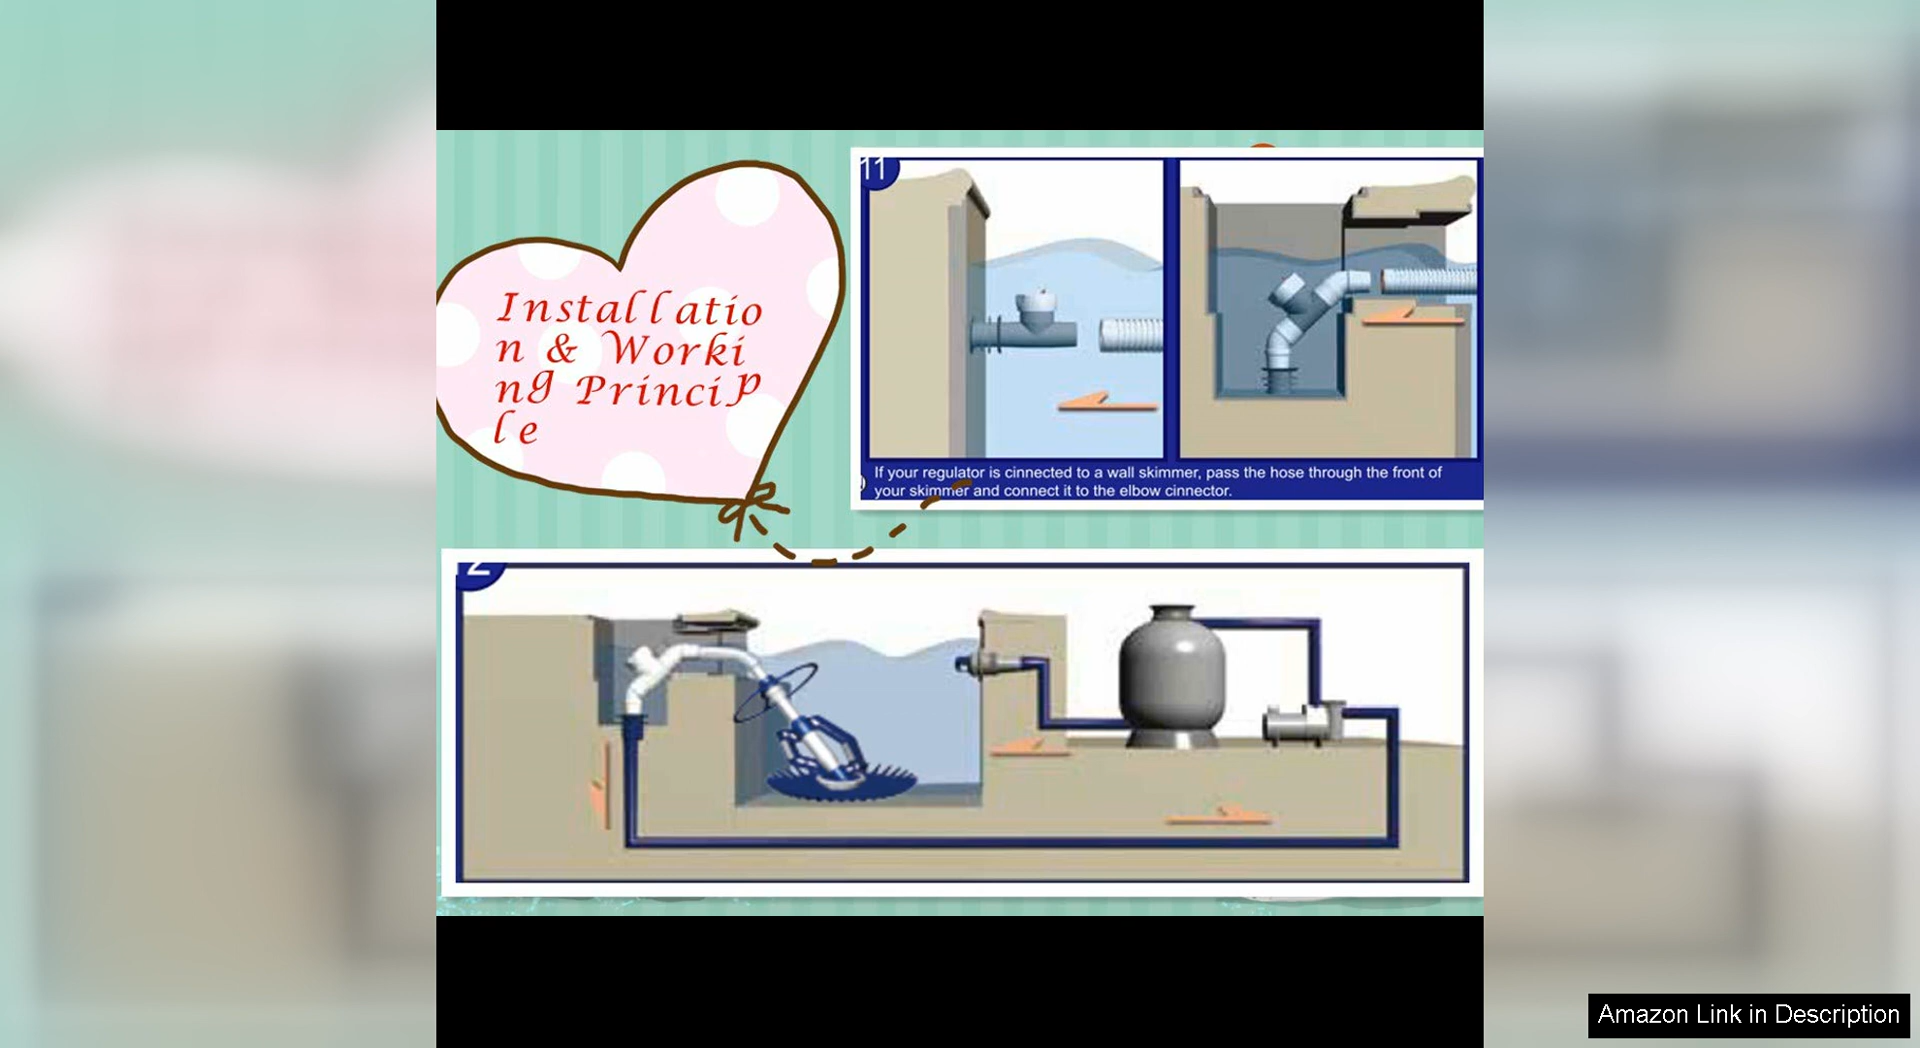 Installatio
n & Worki
ng Princip
le
11
If your regulator is cinnected to a wall skimmer, pass the hose through the front of
your skimmer and connect it to the elbow cinnector.
12
Amazon Link in Description